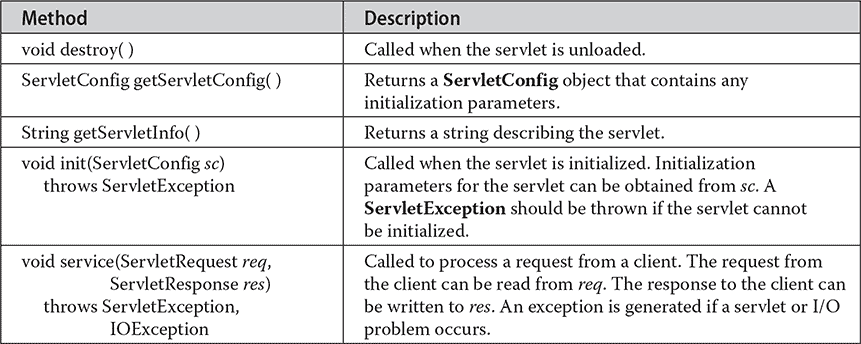 Method Description
void destroy( ) Called when the servlet is unloaded.
ServletConfig getServletConfig( ) Returns a ServletConfig object that contains any
initialization parameters.
String getServletInfo( ) Returns a string describing the servlet.
void init(ServletConfig sc) Called when the servlet is initialized. Initialization
throws ServletException parameters for the servlet can be obtained from sc. A
ServletException should be thrown if the servlet cannot
be initialized.
void service(ServletRequest req, Called to process a request from a client. The request from
ServletResponse res) the client can be read from req. The response to the client can
throws ServletException, be written to res. An exception is generated if a servlet or I/O
IOException problem occurs.